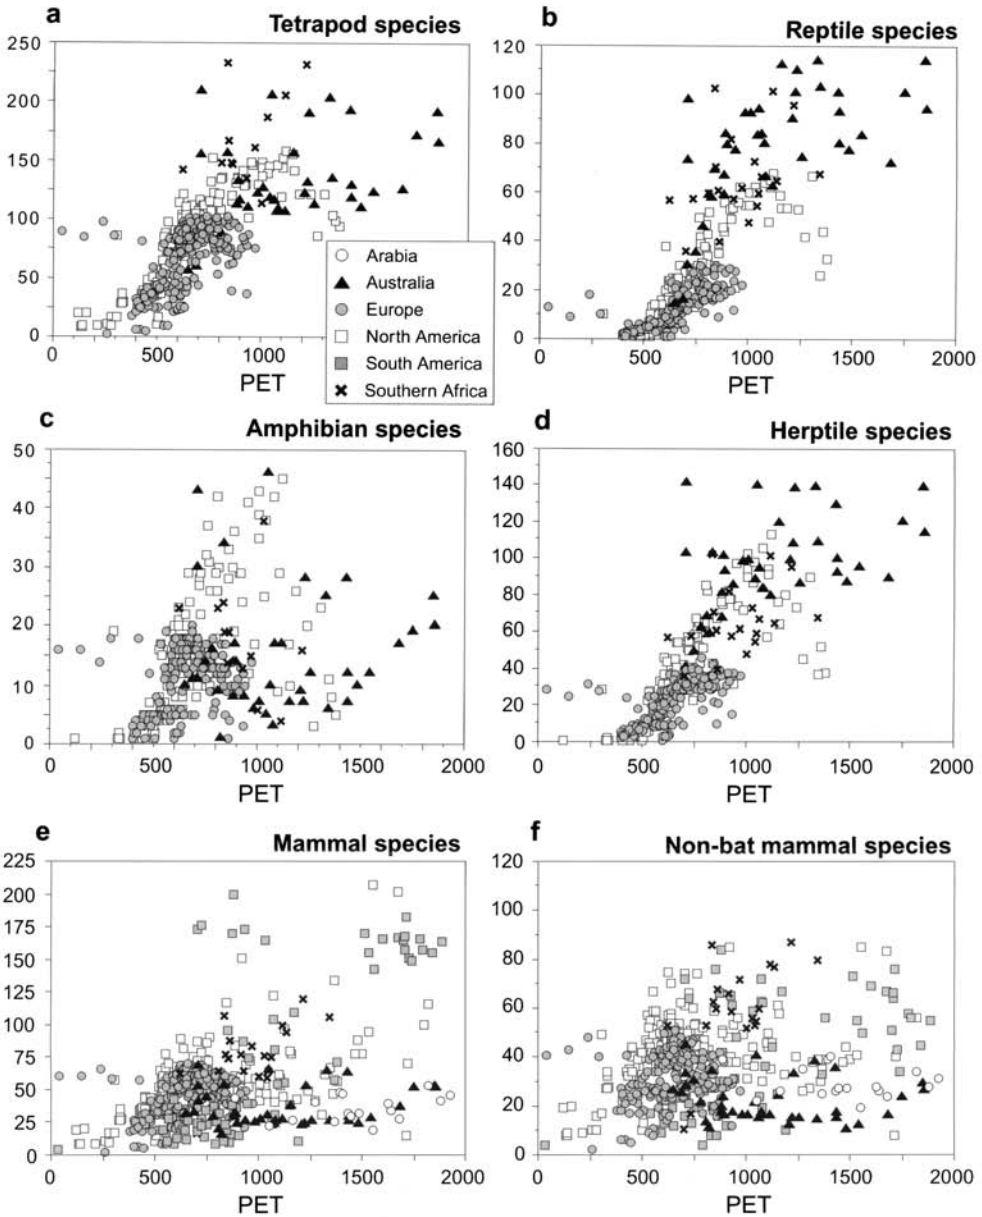 a
Tetrapod species
250
200
150
100
50
0
0 500 1000
PET
b
Reptile species
120
100
80
60
40
20
0
0 500 1000 1500 2000
PET
Arabia
Australia
Europe
North America
South America
Southern Africa
c
Amphibian species
50
40
30
20
10
0
0 500 1000 1500 2000
PET
d
Herptile species
160
140
120
100
80
60
40
20
0
0 500 1000 1500 2000
PET
e
Mammal species
225
200
175
150
125
100
75
50
25
0
0 500 1000 1500 2000
PET
f
Non-bat mammal species
120
100
80
60
40
20
0
0 500 1000 1500 2000
PET